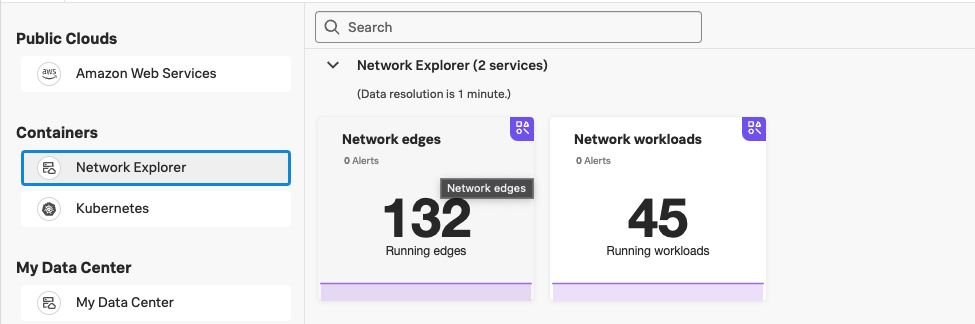 Public Clouds
aws
Amazon Web Services
Containers
Network Explorer
Kubernetes
My Data Center
My Data Center
Search
Network Explorer (2 services)
(Data resolution is 1 minute.)
Network edges
0 Alerts
Network edges
132
Running edges
Network workloads
0 Alerts
45
Running workloads